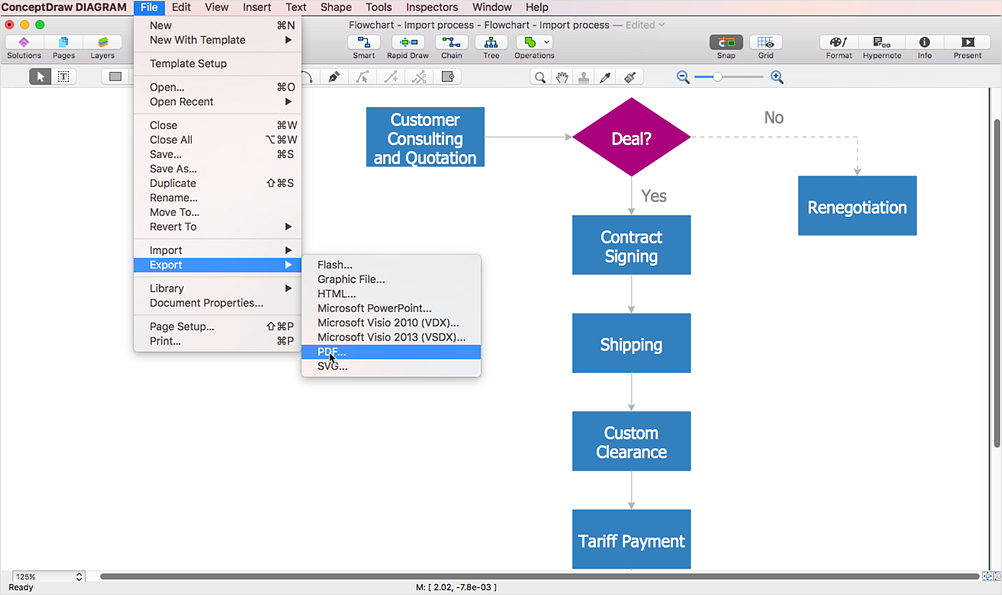 ConceptDraw DIAGRAM File Edit View Insert Text Shape Tools Inspectors Window Help
Flowchart - Import process - Flowchart - Import process — Edited
Solutions Pages Layers Smart Rapid Draw Chain Tree Operations Snap Grid Format Hypernote Info Present
New ⌘N
New With Template
Template Setup
Open... ⌘O
Open Recent
Close ⌘W
Close All ⌥⌘W
Save... ⌘S
Save As...
Duplicate ⇧⌘S
Rename...
Move To...
Revert To
Import
Export
Library
Document Properties...
Page Setup... ⇧⌘P
Print... ⌘P
Flash...
Graphic File...
HTML...
Microsoft PowerPoint...
Microsoft Visio 2010 (VDX)...
Microsoft Visio 2013 (VSDX)...
PDF...
SVG...
Customer
Consulting
and Quotation
Deal?
No
Yes
Renegotiation
Contract
Signing
Shipping
Custom
Clearance
Tariff Payment
125%
Ready
M: [ 2.02, -7.8e-03 ]